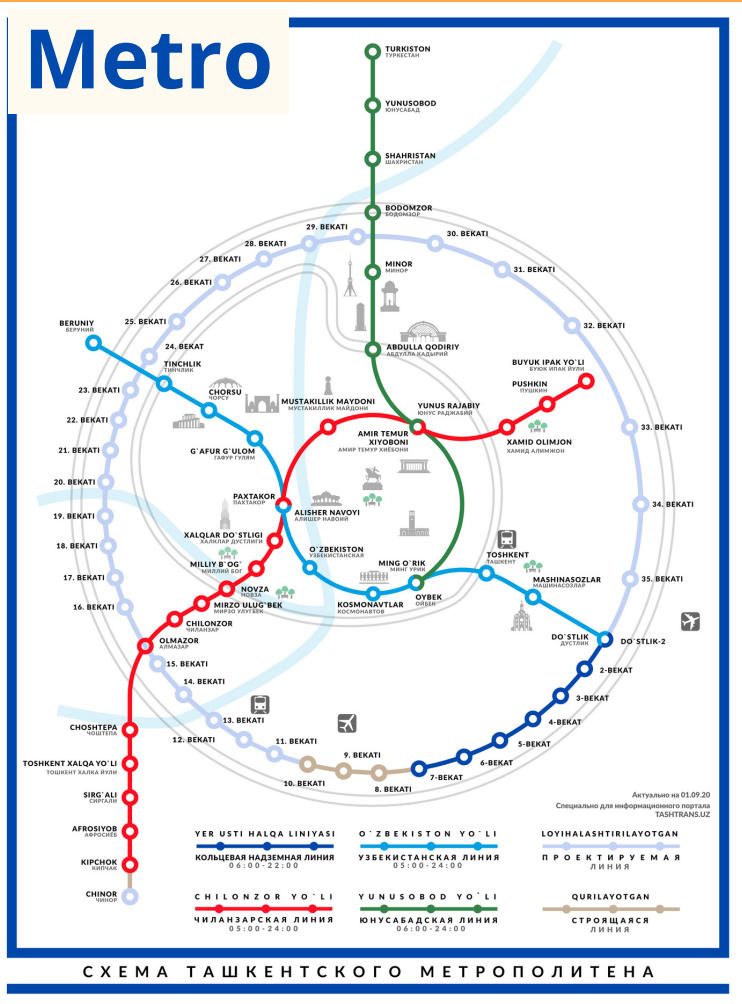 Metro
TURKISTON
ТУРКЕСТАН
YUNUSOBOD
ЮНУСАБАД
SHAHRISTAN
ШАХРИСТАН
BODOMZOR
БОДОМЗОР
29. BEKATI
30. BEKATI
28. BEKATI
27. BEKATI
MINOR
МИНОР
31. BEKATI
26. BEKATI
25. BEKATI
32. BEKATI
BERUNIY
БЕРУНИЙ
24. BEKAT
ABDULLA QODIRIY
АБДУЛЛА КАДЫРИЙ
TINCHLIK
ТИНЧЛИК
BUYUK IPAK YO`LI
БУЮК ИПАК ЙУЛИ
23. BEKATI
CHORSU
ЧОРСУ
PUSHKIN
ПУШКИН
MUSTAKILLIK MAYDONI
МУСТАКИЛЛИК МАЙДОНИ
YUNUS RAJABIY
ЮНУС РАДЖАБИЙ
22. BEKATI
33. BEKATI
AMIR TEMUR
XIYOBONI
АМИР ТЕМУР ХИЁБОНИ
XAMID OLIMJON
ХАМИД АЛИМЖОН
21. BEKATI
G`AFUR G`ULOM
ГАФУР ГУЛЯМ
20. BEKATI
PAXTAKOR
ПАХТАКОР
34. BEKATI
19. BEKATI
ALISHER NAVOYI
АЛИШЕР НАВОИЙ
XALQLAR DO`STLIGI
ХАЛКЛАР ДУСТЛИГИ
18. BEKATI
O`ZBEKISTON
УЗБЕКИСТАНСКАЯ
TOSHKENT
ТАШКЕНТ
MILLIY B`OG`
МИЛЛИЙ БОГ
MING O`RIK
МИНГ УРИК
17. BEKATI
MASHINASOZLAR
МАШИНАСОЗЛАР
35. BEKATI
NOVZA
НОВЗА
OYBEK
ОЙБЕК
16. BEKATI
MIRZO ULUG`BEK
МИРЗО УЛУГБЕК
KOSMONAVTLAR
КОСМОНАВТОВ
CHILONZOR
ЧИЛАНЗАР
OLMAZOR
АЛМАЗАР
DO`STLIK
ДУСТЛИК
DO`STLIK-2
15. BEKATI
2-BEKAT
14. BEKATI
3-BEKAT
13. BEKATI
4-BEKAT
CHOSHTEPA
ЧОШТЕПА
12. BEKATI
11. BEKATI
5-BEKAT
9. BEKATI
6-BEKAT
TOSHKENT XALQA YO`LI
ТОШКЕНТ ХАЛКА ЙУЛИ
10. BEKATI
8. BEKATI
7-BEKAT
SIRG`ALI
СИРГАЛИ
Актуально на 01.09.20
Специально для информационного портала
TASHTRANS.UZ
AFROSIYOB
АФРОСИЁБ
YER USTI HALQA LINIYASI
КОЛЬЦЕВАЯ НАДЗЕМНАЯ ЛИНИЯ
06:00-22:00
O`ZBEKISTON YO`LI
УЗБЕКИСТАНСКАЯ ЛИНИЯ
05:00-24:00
LOYIHALASHTIRILAYOTGAN
ПРОЕКТИРУЕМАЯ
ЛИНИЯ
KIPCHOK
КИПЧАК
CHINOR
ЧИНОР
CHILONZOR YO`LI
ЧИЛАНЗАРСКАЯ ЛИНИЯ
05:00-24:00
YUNUSOBOD YO`LI
ЮНУСАБАДСКАЯ ЛИНИЯ
06:00-24:00
QURILAYOTGAN
СТРОЯЩАЯСЯ
ЛИНИЯ
СХЕМА ТАШКЕНТСКОГО МЕТРОПОЛИТЕНА